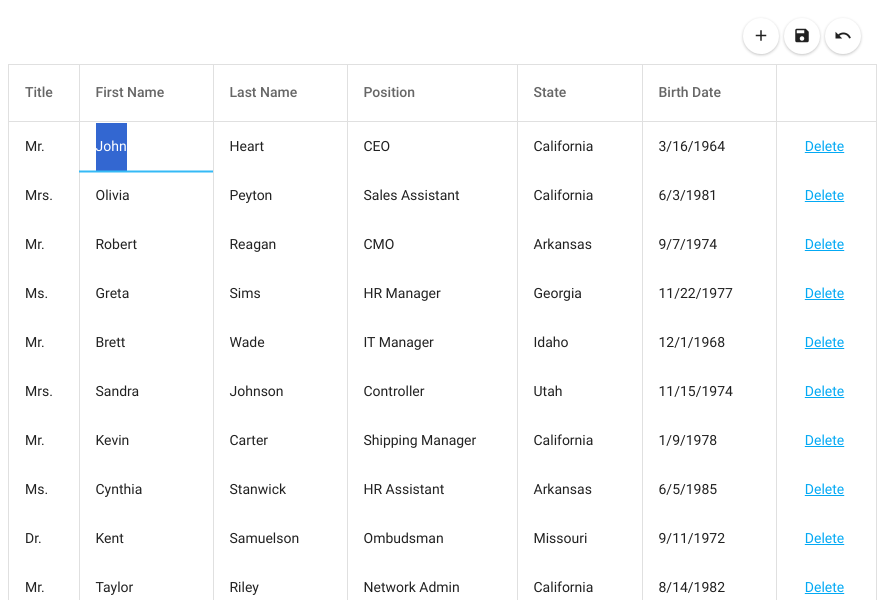 Title First Name Last Name Position State Birth Date
Mr. John Heart CEO California 3/16/1964 Delete
Mrs. Olivia Peyton Sales Assistant California 6/3/1981 Delete
Mr. Robert Reagan CMO Arkansas 9/7/1974 Delete
Ms. Greta Sims HR Manager Georgia 11/22/1977 Delete
Mr. Brett Wade IT Manager Idaho 12/1/1968 Delete
Mrs. Sandra Johnson Controller Utah 11/15/1974 Delete
Mr. Kevin Carter Shipping Manager California 1/9/1978 Delete
Ms. Cynthia Stanwick HR Assistant Arkansas 6/5/1985 Delete
Dr. Kent Samuelson Ombudsman Missouri 9/11/1972 Delete
Mr. Taylor Riley Network Admin California 8/14/1982 Delete